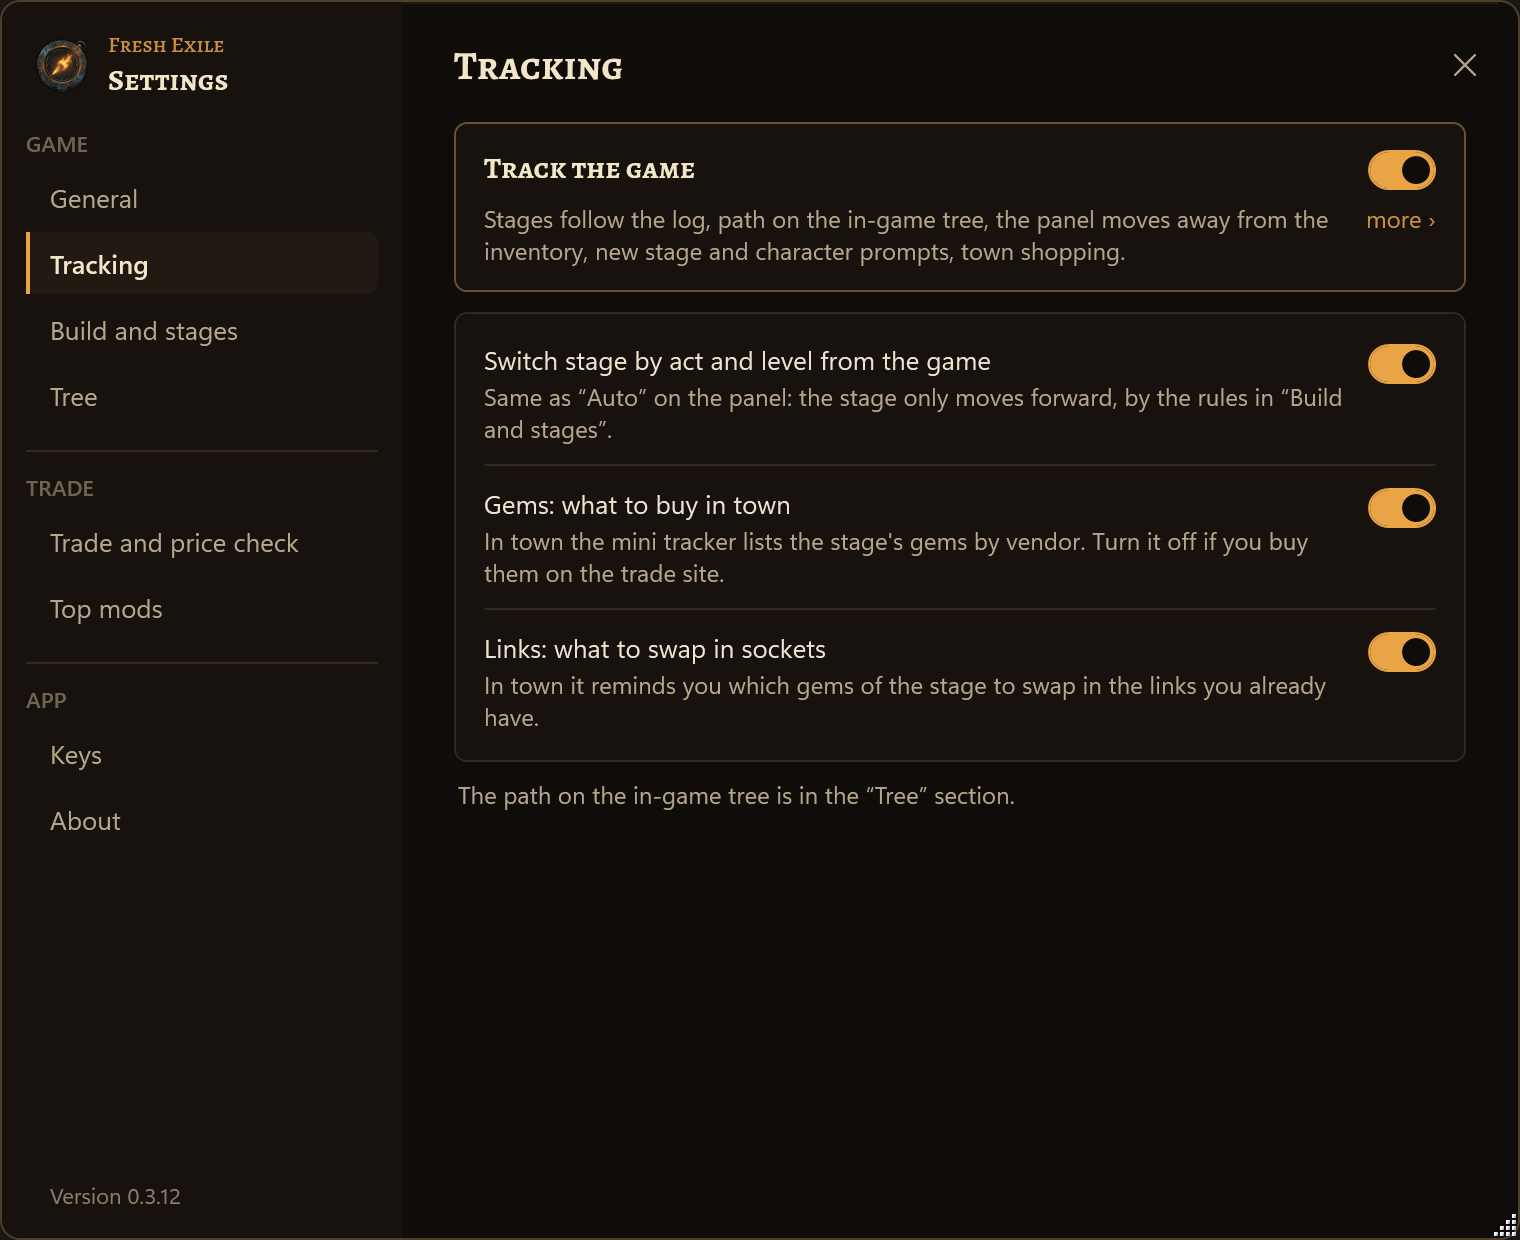 Fresh Exile
Settings
GAME
General
Tracking
Build and stages
Tree
TRADE
Trade and price check
Top mods
APP
Keys
About
Version 0.3.12
Tracking
Track the game
Stages follow the log, path on the in-game tree, the panel moves away from the
inventory, new stage and character prompts, town shopping.
more ›
Switch stage by act and level from the game
Same as “Auto” on the panel: the stage only moves forward, by the rules in “Build
and stages”.
Gems: what to buy in town
In town the mini tracker lists the stage's gems by vendor. Turn it off if you buy
them on the trade site.
Links: what to swap in sockets
In town it reminds you which gems of the stage to swap in the links you already
have.
The path on the in-game tree is in the “Tree” section.